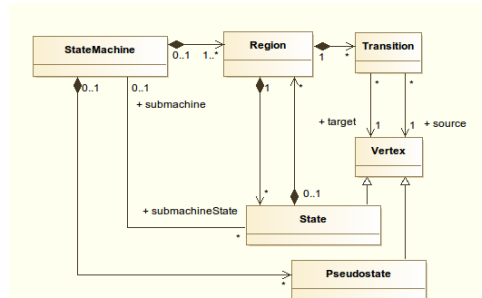 StateMachine
Region
Transition
0..1
1..*
1
*
0..1
0..1
+ submachine
1
*
*
*
+ target
1
1
+ source
Vertex
+ submachineState
*
*
0..1
State
*
Pseudostate